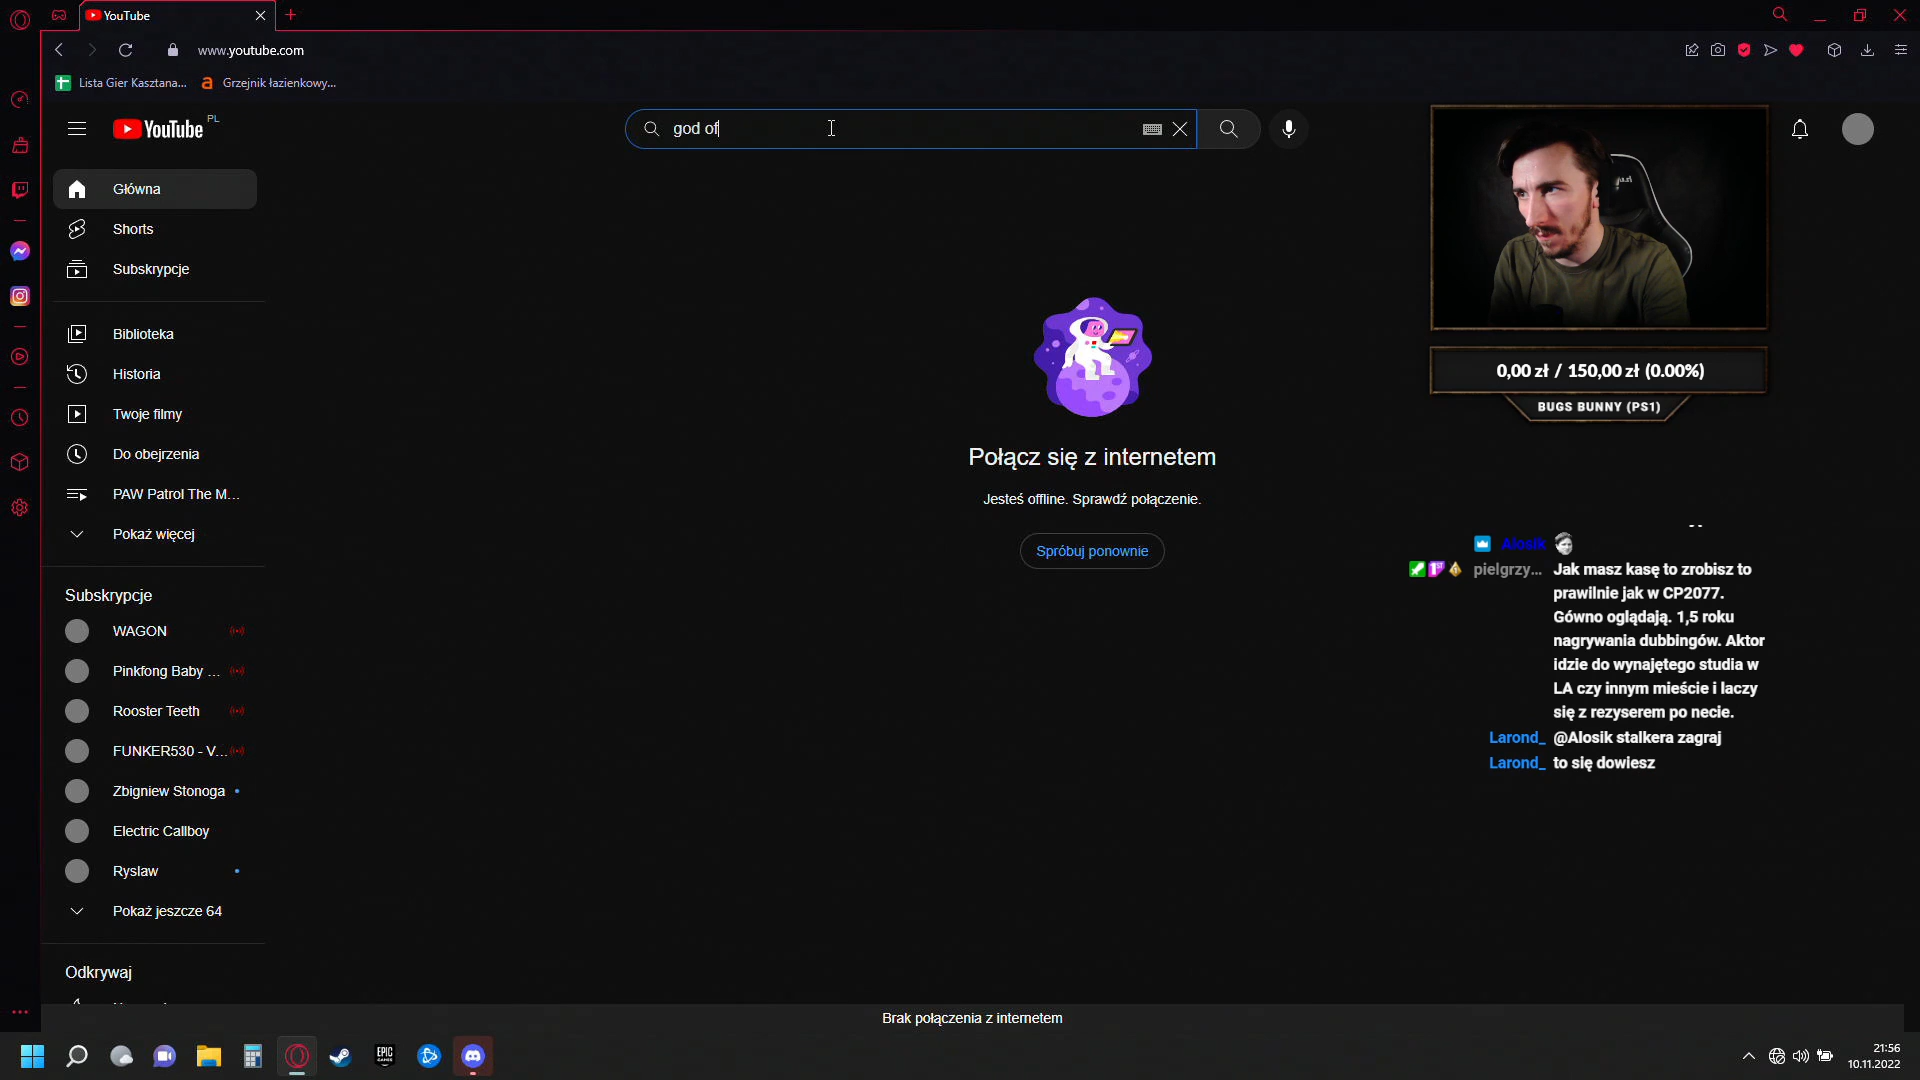 YouTube
www.youtube.com
Lista Gier Kasztana...
Grzejnik łazienkowy...
YouTube PL
god of
Główna
Shorts
Subskrypcje
Biblioteka
Historia
Twoje filmy
Do obejrzenia
PAW Patrol The M...
Pokaż więcej
Subskrypcje
WAGON
Pinkfong Baby ...
Rooster Teeth
FUNKER530 - V...
Zbigniew Stonoga
Electric Callboy
Ryslaw
Pokaż jeszcze 64
Odkrywaj
Połącz się z internetem
Jesteś offline. Sprawdź połączenie.
Spróbuj ponownie
0,00 zł / 150,00 zł (0.00%)
BUGS BUNNY (PS1)
Alosik
pielgrzy... Jak masz kasę to zrobisz to
prawilnie jak w CP2077.
Gówno oglądają. 1,5 roku
nagrywania dubbingów. Aktor
idzie do wynajętego studia w
LA czy innym mieście i laczy
się z rezyserem po necie.
Larond_ @Alosik stalkera zagraj
Larond_ to się dowiesz
Brak połączenia z internetem
EPIC
GAMES
21:56
10.11.2022